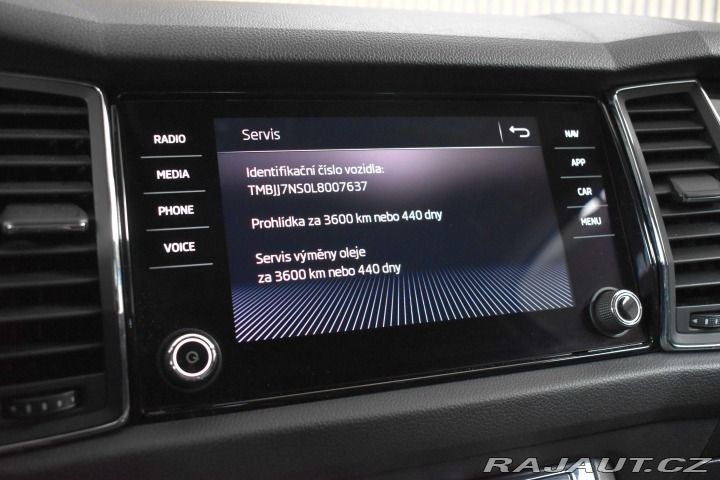 Servis
RADIO
MEDIA
PHONE
VOICE
Identifikační číslo vozidla:
TMBJJ7NS0L8007637
Prohlídka za 3600 km nebo 440 dny
Servis výměny oleje
za 3600 km nebo 440 dny
NAV
APP
CAR
MENU
RAJAUT.CZ